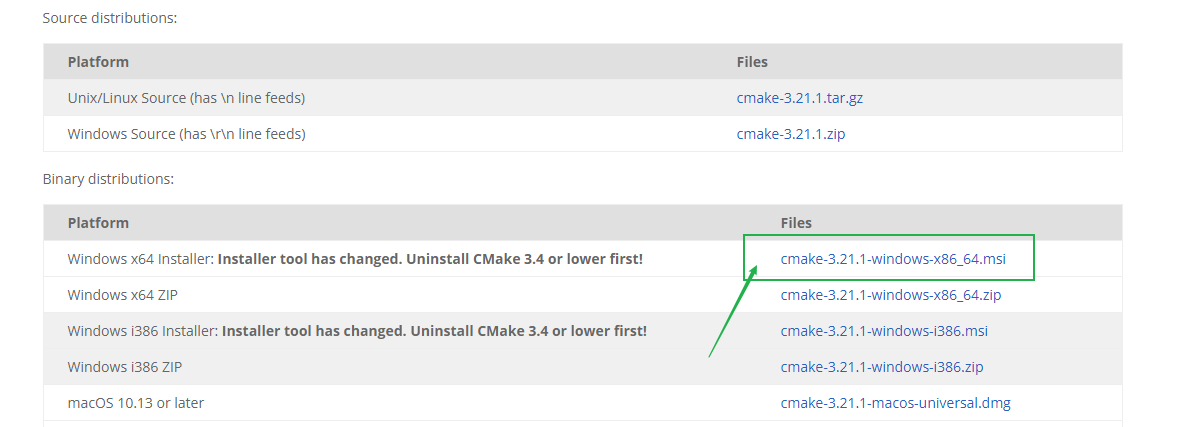 Source distributions:
Platform Files
Unix/Linux Source (has \n line feeds) cmake-3.21.1.tar.gz
Windows Source (has \r\n line feeds) cmake-3.21.1.zip
Binary distributions:
Platform Files
Windows x64 Installer: Installer tool has changed. Uninstall CMake 3.4 or lower first! cmake-3.21.1-windows-x86_64.msi
Windows x64 ZIP cmake-3.21.1-windows-x86_64.zip
Windows i386 Installer: Installer tool has changed. Uninstall CMake 3.4 or lower first! cmake-3.21.1-windows-i386.msi
Windows i386 ZIP cmake-3.21.1-windows-i386.zip
macOS 10.13 or later cmake-3.21.1-macos-universal.dmg